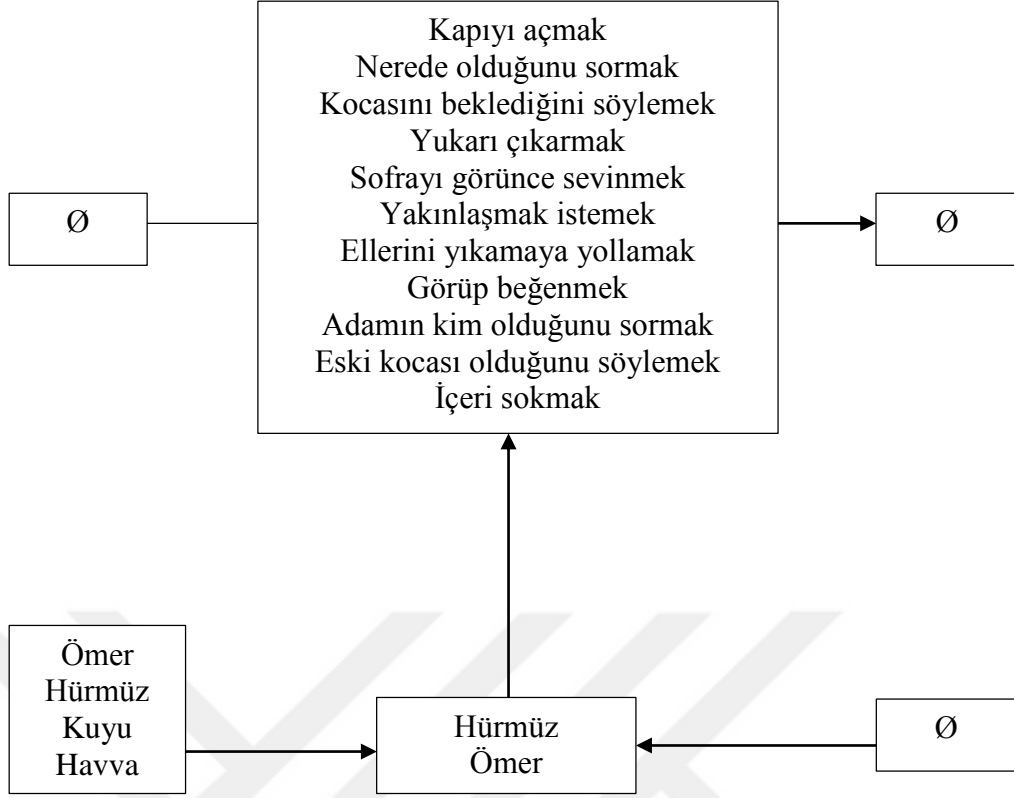 Kapıyı açmak
Nerede olduğunu sormak
Kocasını beklediğini söylemek
Yukarı çıkarmak
Sofrayı görünce sevinmek
Yakınlaşmak istemek
Ellerini yıkamaya yollamak
Görüp beğenmek
Adamın kim olduğunu sormak
Eski kocası olduğunu söylemek
İçeri sokmak
Ø
Ø
Ömer
Hürmüz
Kuyu
Havva
Hürmüz
Ömer
Ø